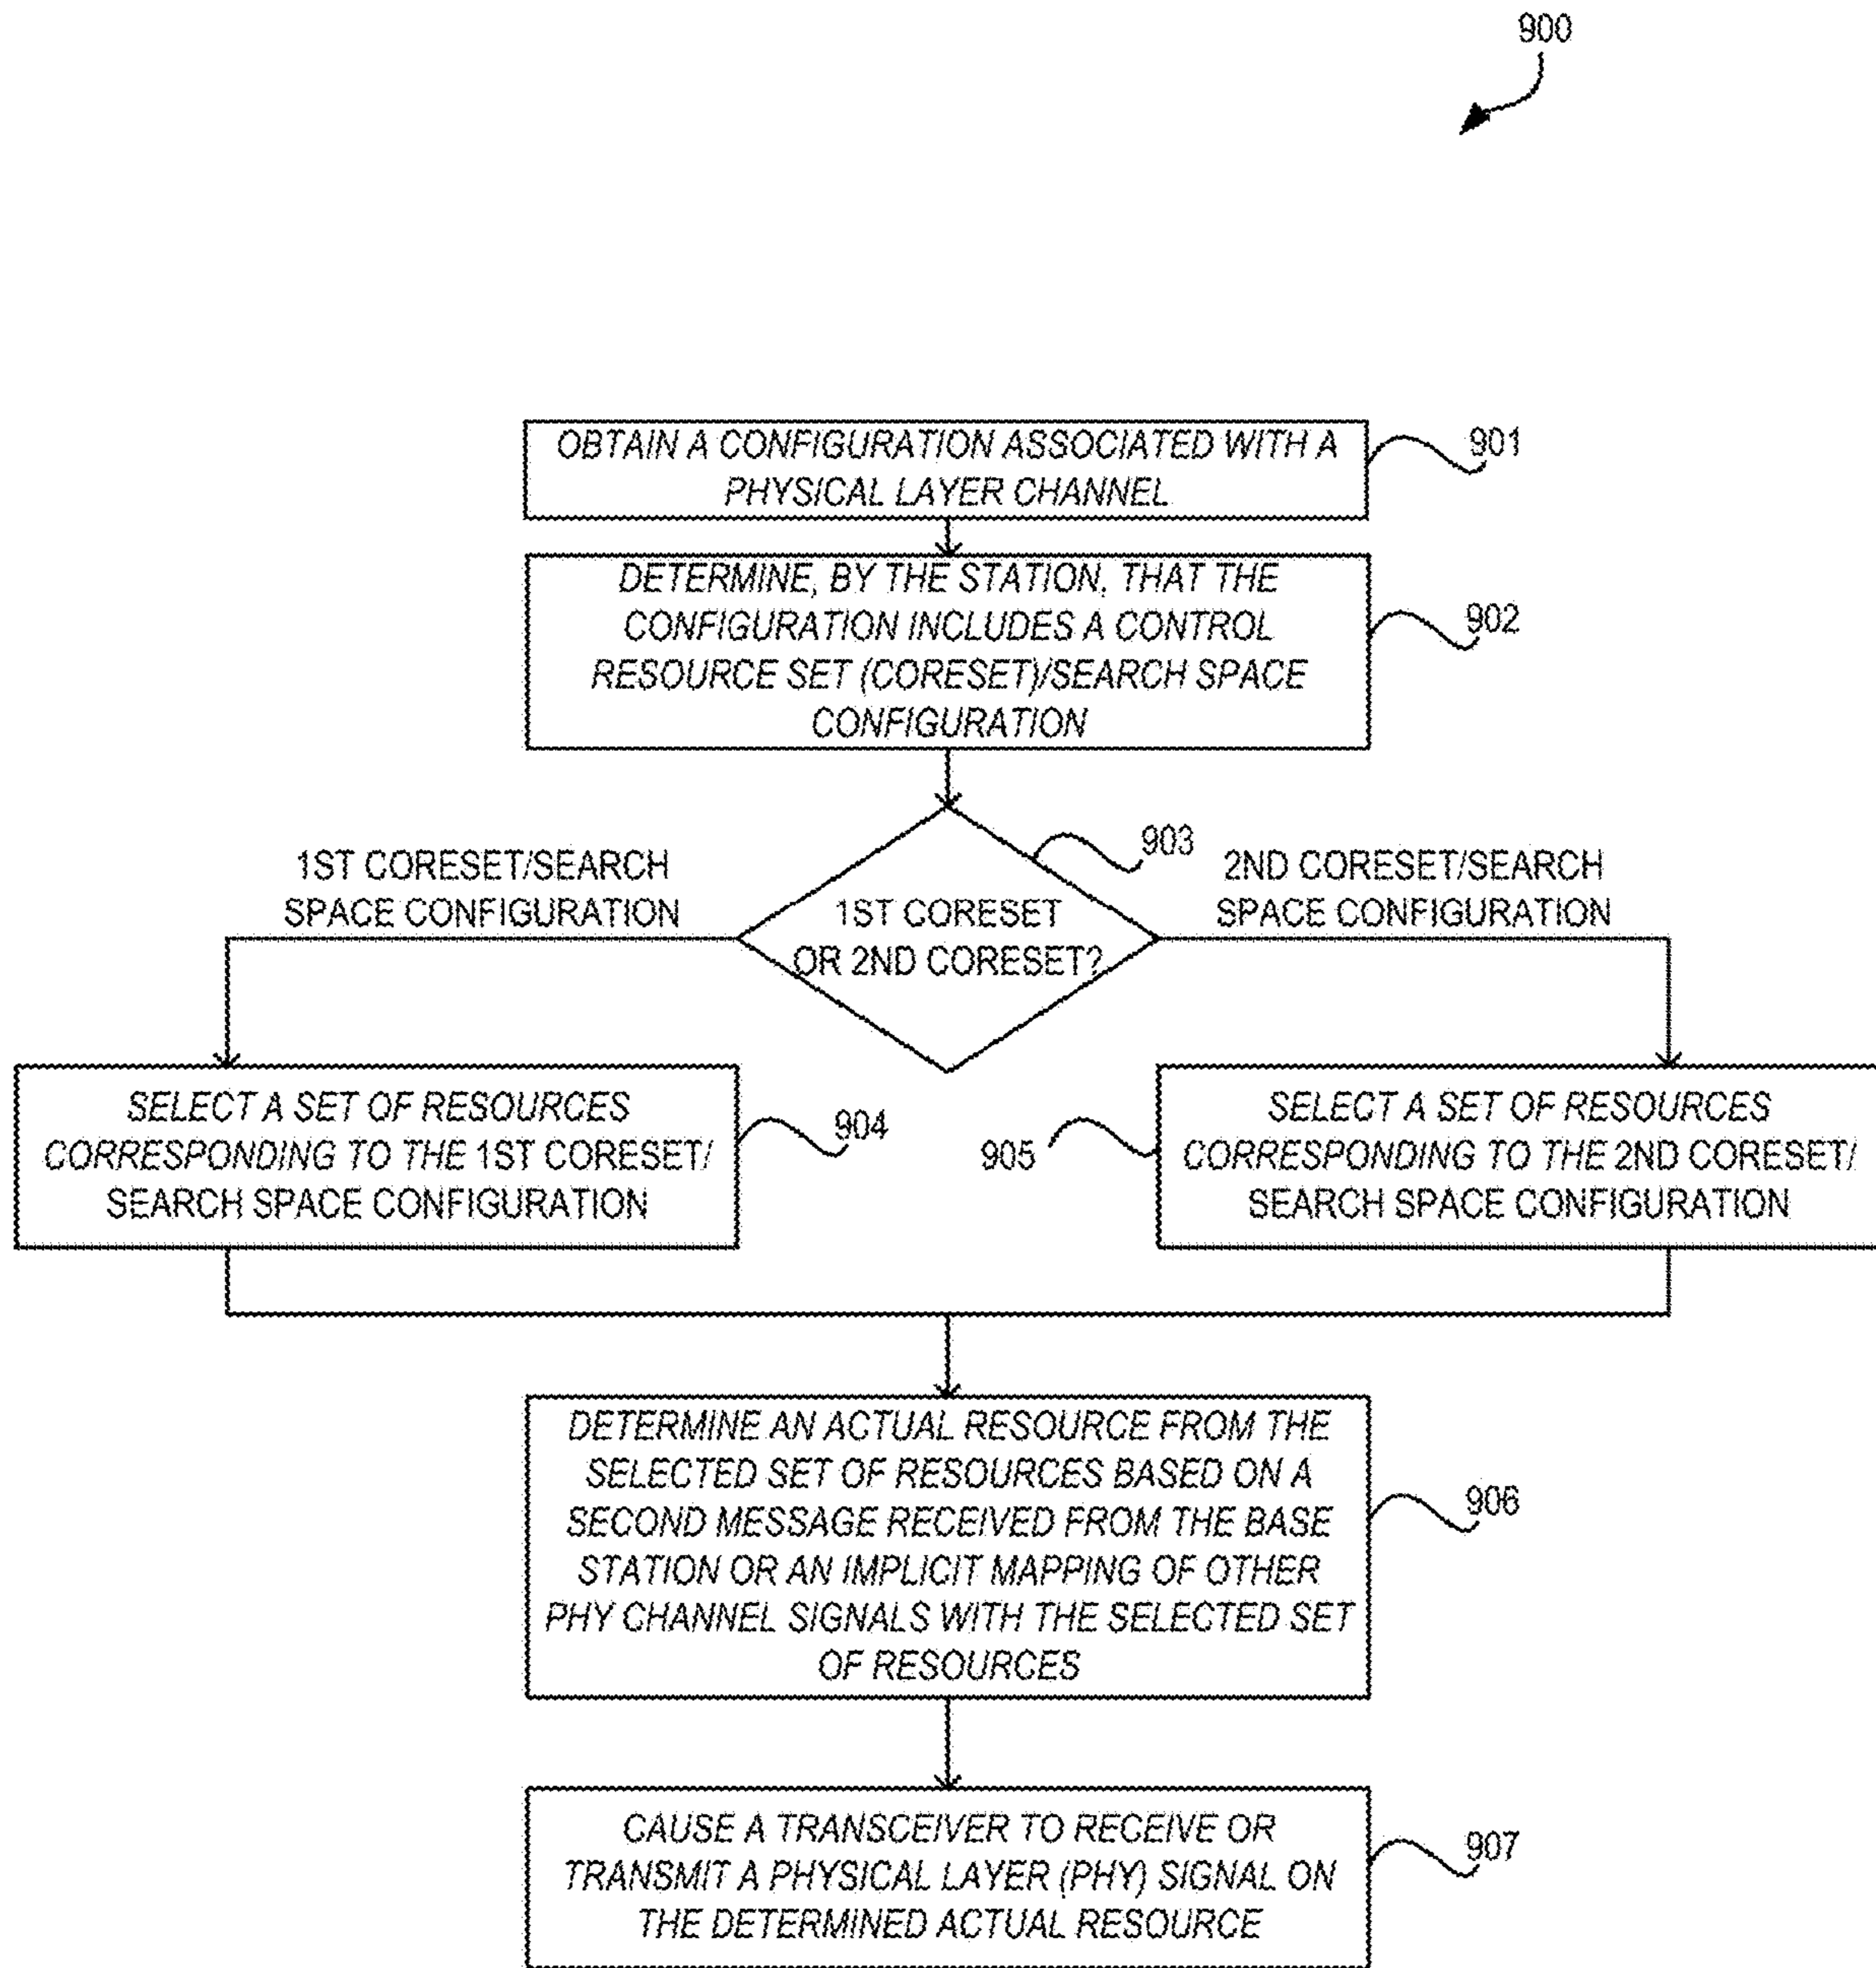 900
OBTAIN A CONFIGURATION ASSOCIATED WITH A
PHYSICAL LAYER CHANNEL
901
DETERMINE, BY THE STATION, THAT THE
CONFIGURATION INCLUDES A CONTROL
RESOURCE SET (CORESET)/SEARCH SPACE
CONFIGURATION
902
903
1ST CORESET/SEARCH
SPACE CONFIGURATION
1ST CORESET
OR 2ND CORESET?
2ND CORESET/SEARCH
SPACE CONFIGURATION
SELECT A SET OF RESOURCES
CORRESPONDING TO THE 1ST CORESET/
SEARCH SPACE CONFIGURATION
904
905
SELECT A SET OF RESOURCES
CORRESPONDING TO THE 2ND CORESET/
SEARCH SPACE CONFIGURATION
DETERMINE AN ACTUAL RESOURCE FROM THE
SELECTED SET OF RESOURCES BASED ON A
SECOND MESSAGE RECEIVED FROM THE BASE
STATION OR AN IMPLICIT MAPPING OF OTHER
PHY CHANNEL SIGNALS WITH THE SELECTED SET
OF RESOURCES
906
CAUSE A TRANSCEIVER TO RECEIVE OR
TRANSMIT A PHYSICAL LAYER (PHY) SIGNAL ON
THE DETERMINED ACTUAL RESOURCE
907